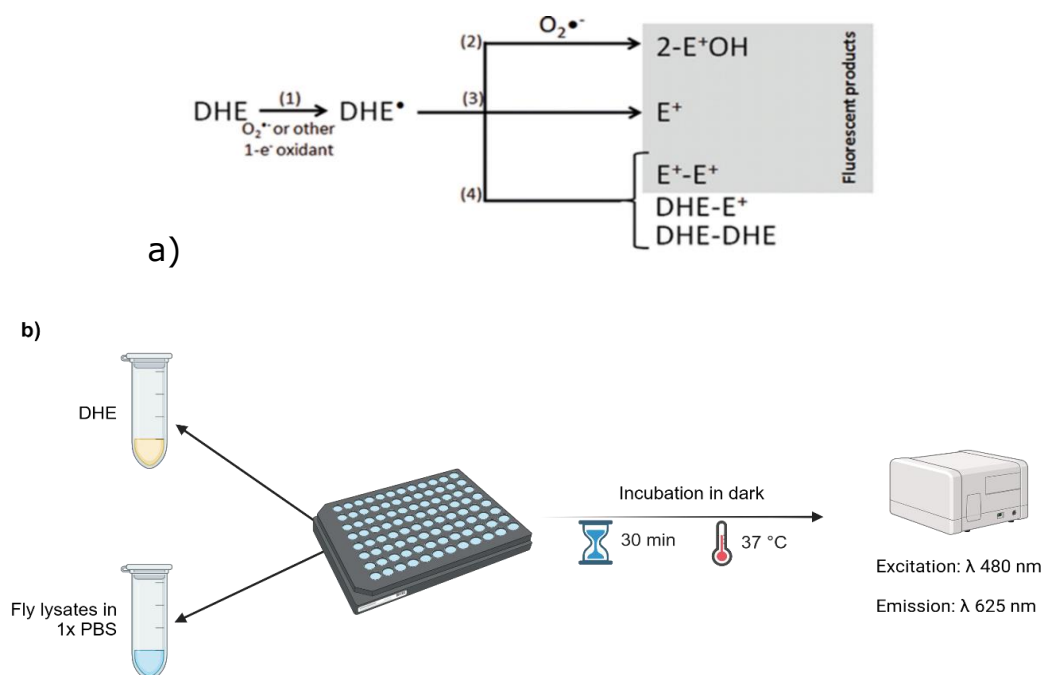 O₂•-
(2)
2-E⁺OH
DHE
(1)
DHE•
(3)
E⁺
O₂•- or other
1-e⁻ oxidant
(4)
E⁺-E⁺
DHE-E⁺
DHE-DHE
Fluorescent products
a)
b)
DHE
Fly lysates in
1x PBS
Incubation in dark
30 min
37 °C
Excitation: λ 480 nm
Emission: λ 625 nm